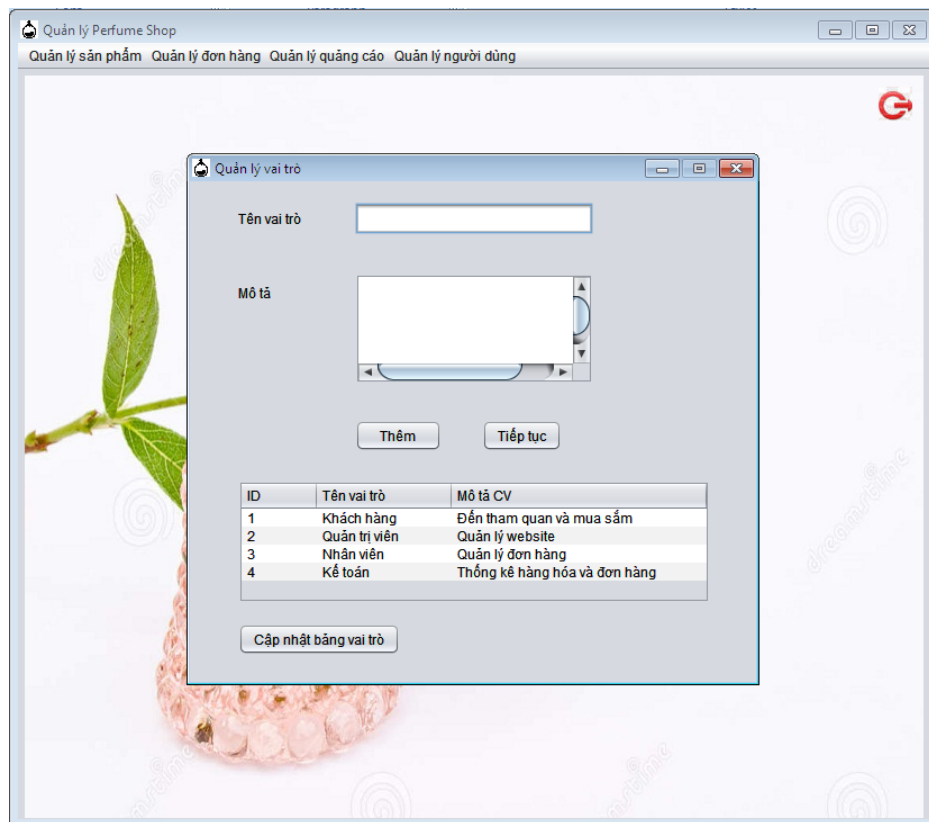 Quản lý Perfume Shop
Quản lý sản phẩm Quản lý đơn hàng Quản lý quảng cáo Quản lý người dùng
Quản lý vai trò
Tên vai trò
Mô tả
Thêm Tiếp tục
ID Tên vai trò Mô tả CV
1 Khách hàng Đến tham quan và mua sắm
2 Quản trị viên Quản lý website
3 Nhân viên Quản lý đơn hàng
4 Kế toán Thống kê hàng hóa và đơn hàng
Cập nhật bảng vai trò
dreamstime